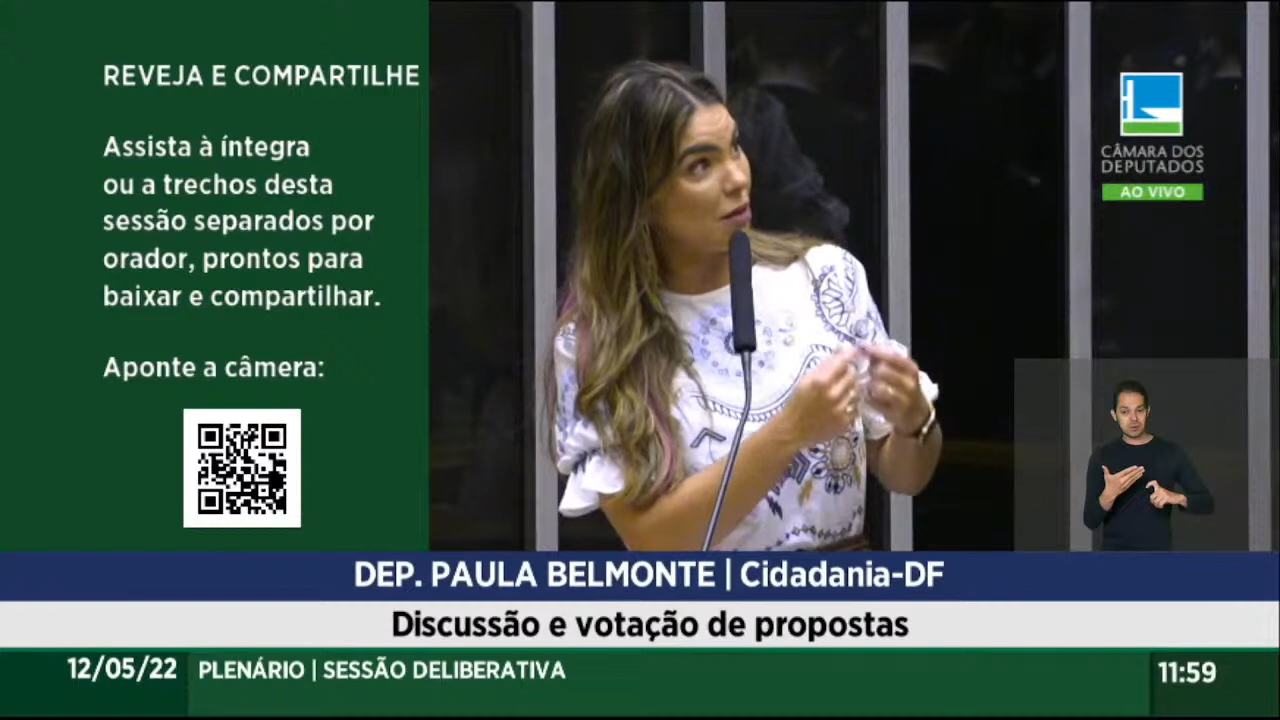 REVEJA E COMPARTILHE
Assista à íntegra
ou a trechos desta
sessão separados por
orador, prontos para
baixar e compartilhar.
Aponte a câmera:
CÂMARA DOS
DEPUTADOS
AO VIVO
DEP. PAULA BELMONTE | Cidadania-DF
Discussão e votação de propostas
12/05/22 PLENÁRIO | SESSÃO DELIBERATIVA 11:59